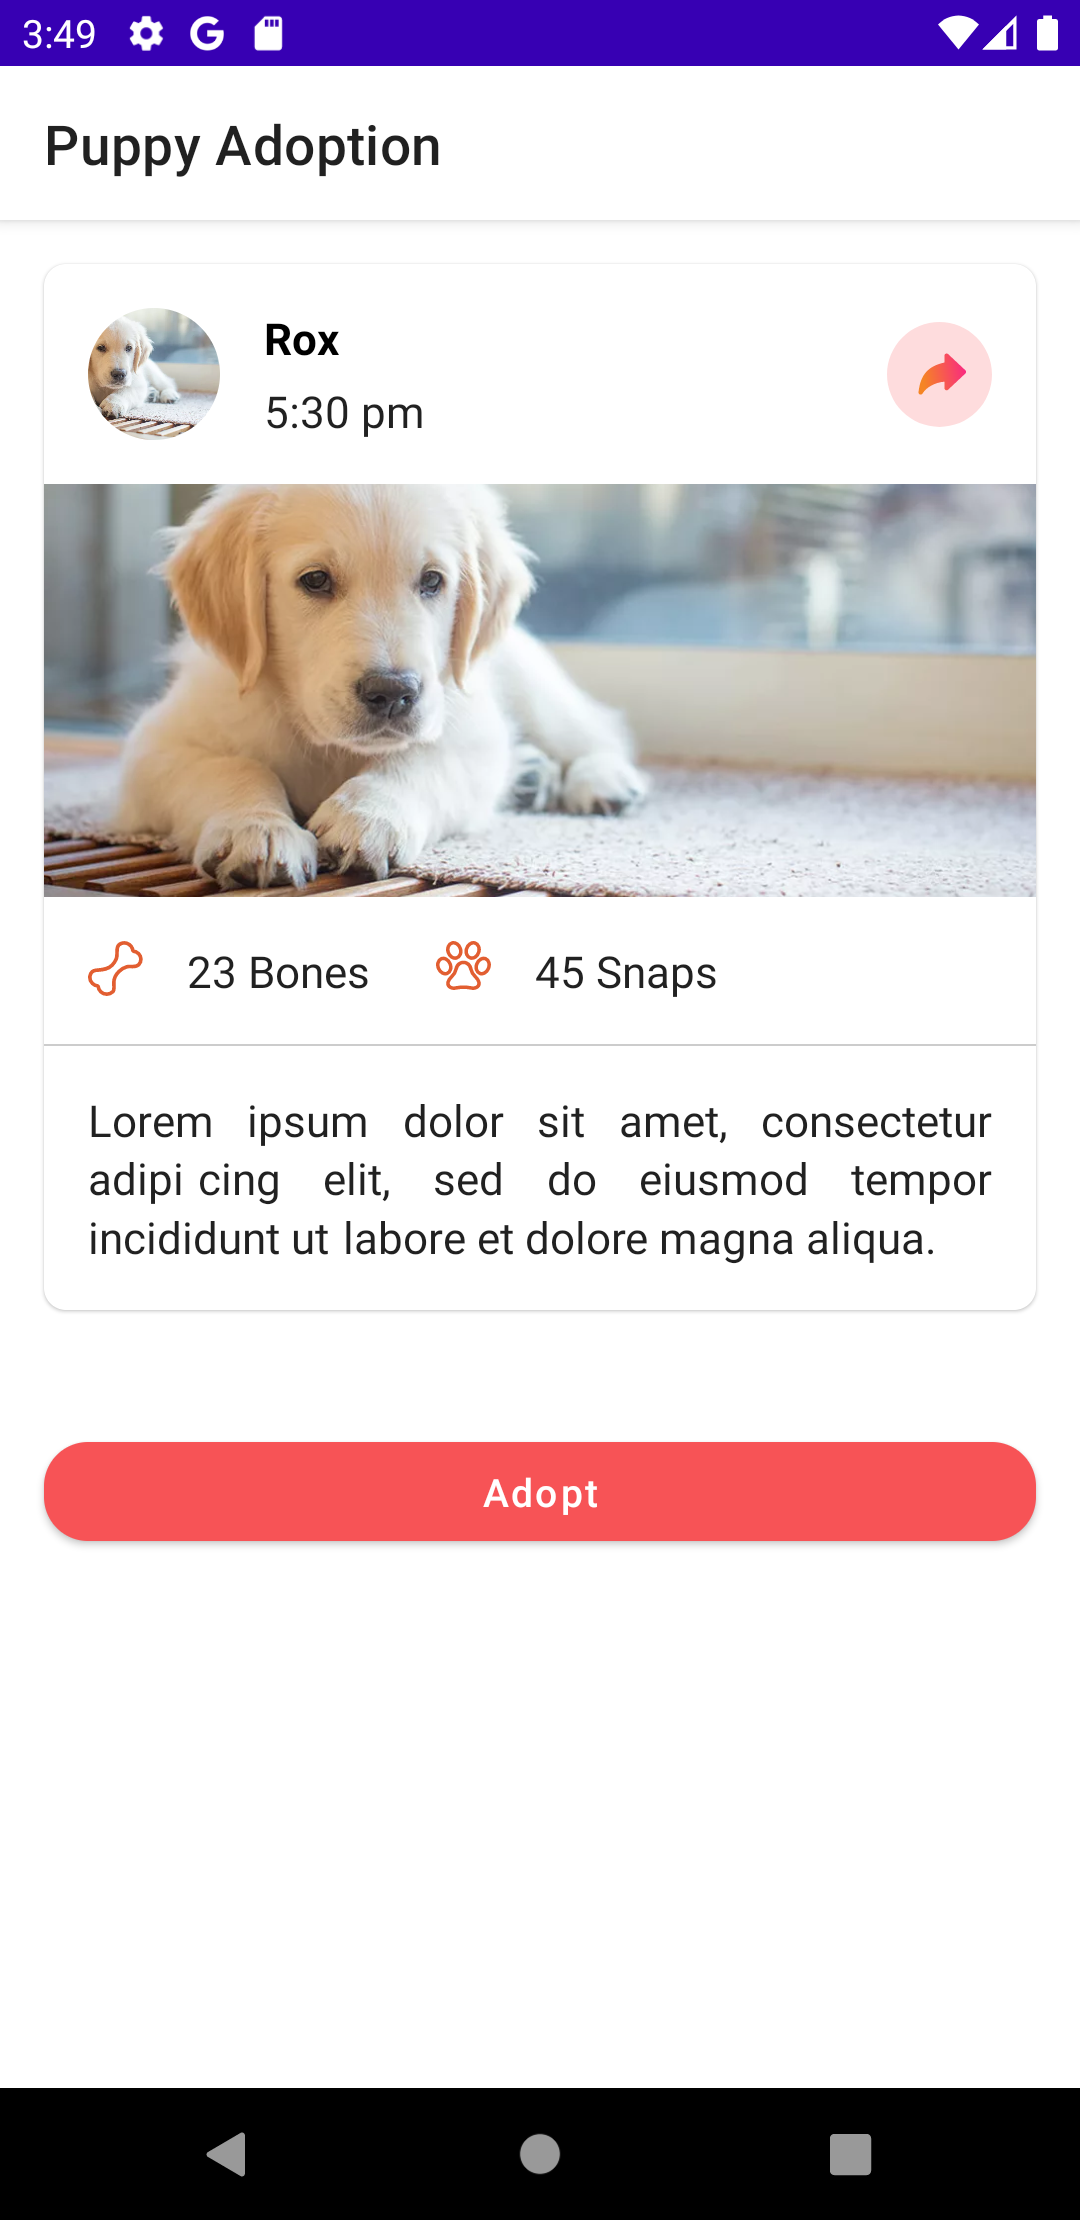 3:49
Puppy Adoption
Rox
5:30 pm
23 Bones
45 Snaps
Lorem ipsum dolor sit amet, consectetur
adipi cing elit, sed do eiusmod tempor
incididunt ut labore et dolore magna aliqua.
Adopt